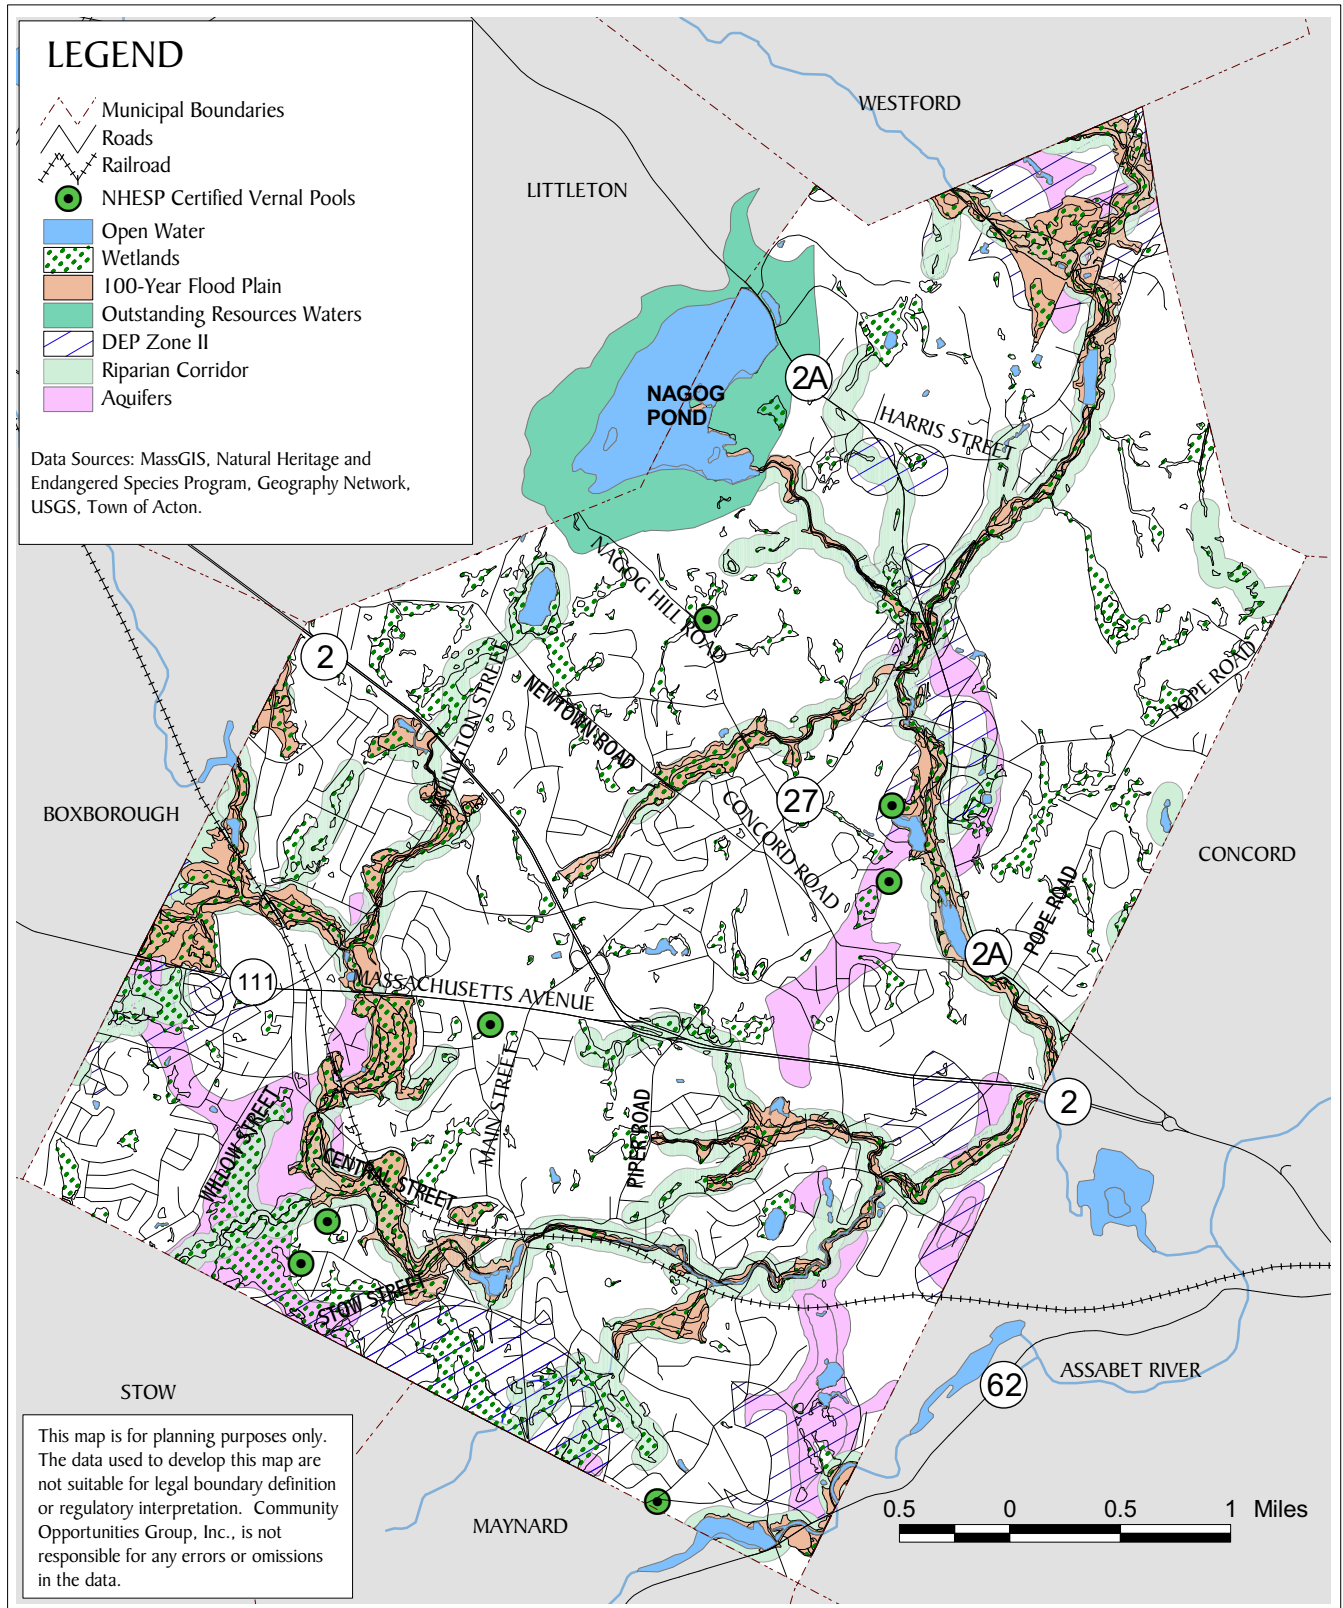 LEGEND
Municipal Boundaries
Roads
Railroad
NHESP Certified Vernal Pools
Open Water
Wetlands
100-Year Flood Plain
Outstanding Resources Waters
DEP Zone II
Riparian Corridor
Aquifers
Data Sources: MassGIS, Natural Heritage and
Endangered Species Program, Geography Network,
USGS, Town of Acton.
WESTFORD
LITTLETON
NAGOG
POND
2A
HARRIS STREET
NAGOG HILL ROAD
2
NEWTOWN ROAD
POPE ROAD
BOXBOROUGH
27
CONCORD ROAD
CONCORD
POPE ROAD
2A
111
MASSACHUSETTS AVENUE
MAIN STREET
2
PIPER ROAD
WILLOW STREET
CENTRAL STREET
STOW STREET
STOW
62
ASSABET RIVER
MAYNARD
0.5 0 0.5 1 Miles
This map is for planning purposes only.
The data used to develop this map are
not suitable for legal boundary definition
or regulatory interpretation. Community
Opportunities Group, Inc., is not
responsible for any errors or omissions
in the data.